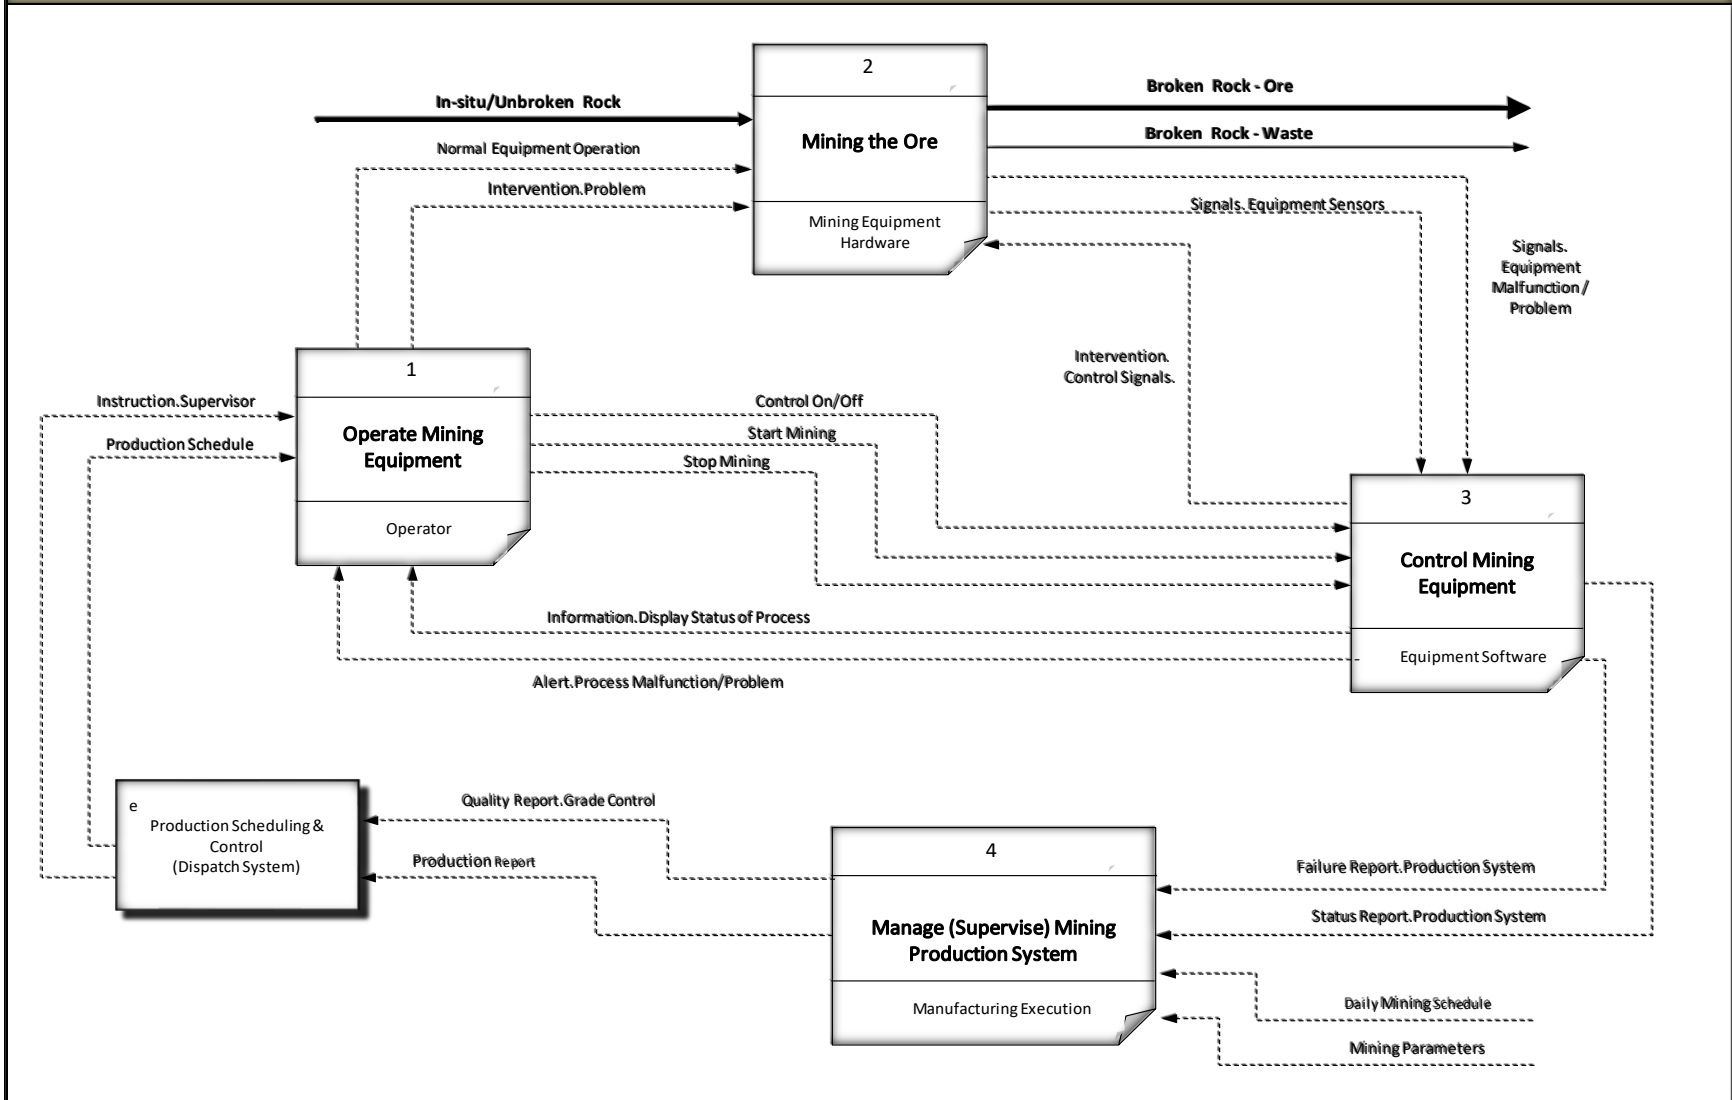 2
Broken Rock - Ore
In-situ/Unbroken Rock
Broken Rock - Waste
Mining the Ore
Normal Equipment Operation
Intervention.Problem
Signals. Equipment Sensors
Mining Equipment
Hardware
Signals.
Equipment
Malfunction /
Problem
Intervention.
Control Signals.
1
Instruction.Supervisor
Control On/Off
Production Schedule
Operate Mining
Equipment
Start Mining
Stop Mining
3
Operator
Control Mining
Equipment
Information.Display Status of Process
Equipment Software
Alert.Process Malfunction/Problem
e
Production Scheduling &
Control
(Dispatch System)
Quality Report.Grade Control
Production Report
4
Failure Report.Production System
Status Report.Production System
Manage (Supervise) Mining
Production System
Manufacturing Execution
Daily Mining Schedule
Mining Parameters